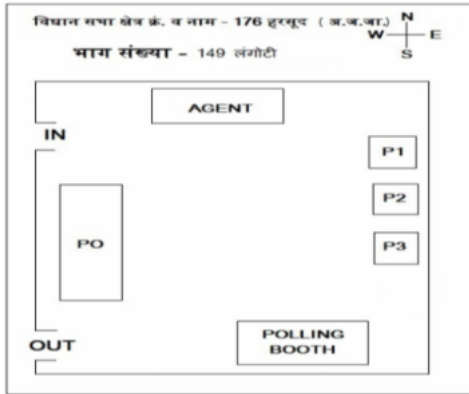 विधान सभा क्षेत्र क्रं. व नाम - 176 हरसूद ( अ.ज.जा.)
N
W E
S
भाग संख्या - 149 लंगोटी
AGENT
IN
P1
P2
P3
PO
OUT
POLLING
BOOTH